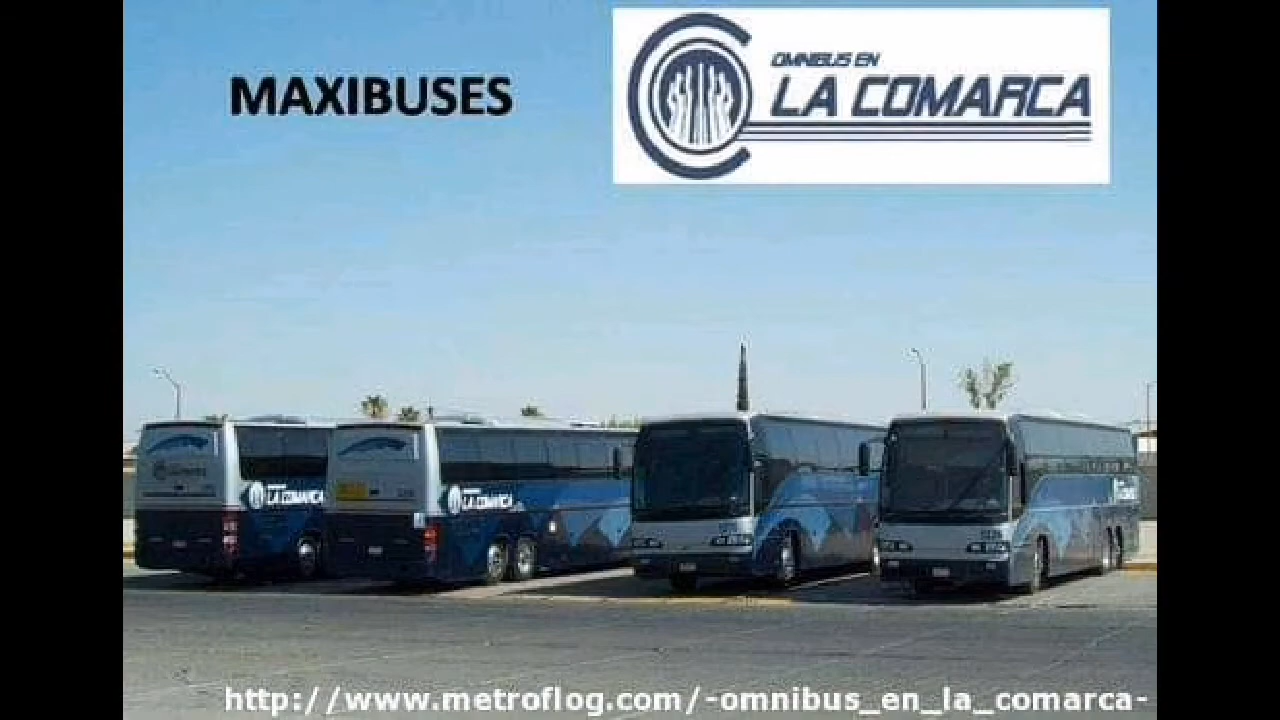 MAXIBUSES
OMNIBUS EN
LA COMARCA
LA COMARCA
LA COMARCA
http://www.metroflog.com/-omnibus_en_la_comarca-